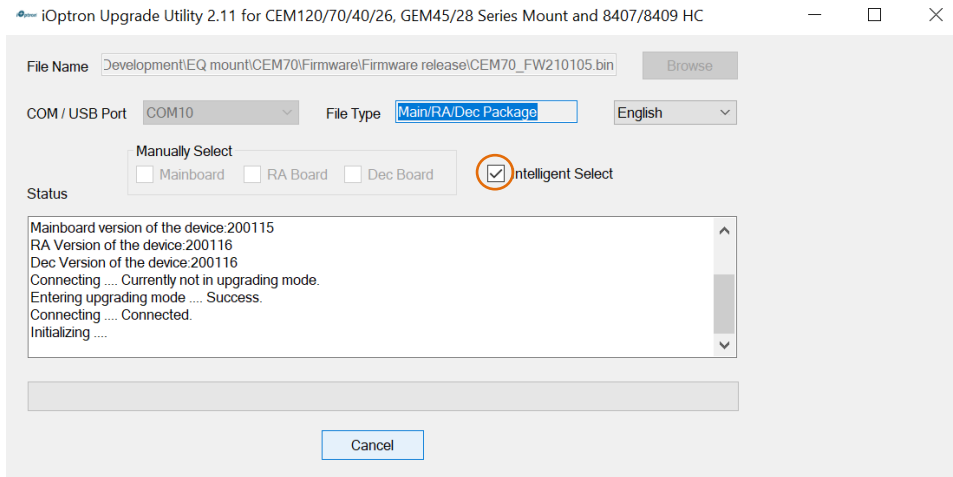 iOptron Upgrade Utility 2.11 for CEM120/70/40/26, GEM45/28 Series Mount and 8407/8409 HC
File Name Development\EQ mount\CEM70\Firmware\Firmware release\CEM70_FW210105.bin Browse
COM / USB Port COM10 File Type Main/RA/Dec Package English
Manually Select
Mainboard RA Board Dec Board Intelligent Select
Status
Mainboard version of the device:200115
RA Version of the device:200116
Dec Version of the device:200116
Connecting .... Currently not in upgrading mode.
Entering upgrading mode .... Success.
Connecting .... Connected.
Initializing ....
Cancel